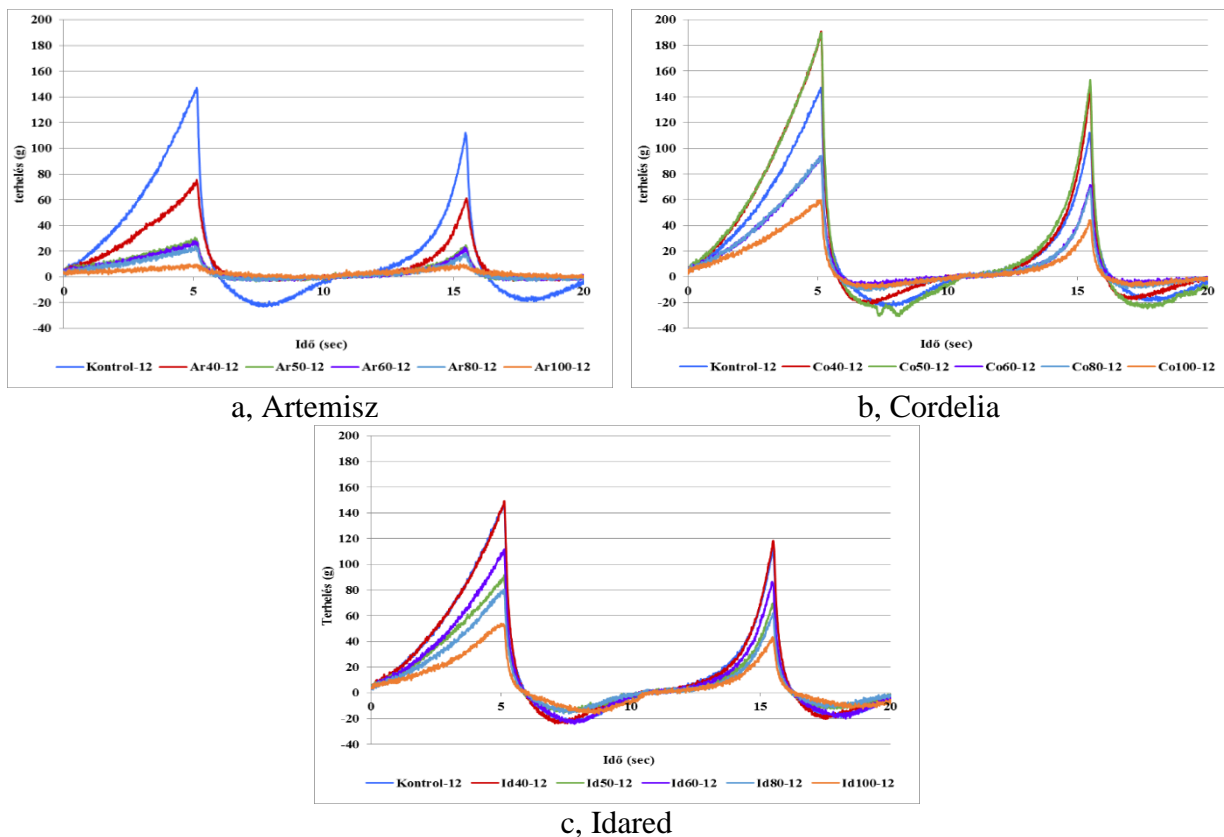 200
180
160
140
120
100
80
60
40
20
0
-20
-40
terhelés (g)
0 5 10 15 20
Idő (sec)
Kontrol-12 Ar40-12 Ar50-12 Ar60-12 Ar80-12 Ar100-12
a, Artemisz
200
180
160
140
120
100
80
60
40
20
0
-20
-40
terhelés (g)
0 5 10 15 20
Idő (sec)
Kontrol-12 Co40-12 Co50-12 Co60-12 Co80-12 Co100-12
b, Cordelia
200
180
160
140
120
100
80
60
40
20
0
-20
-40
Terhelés (g)
0 5 10 15 20
Idő (sec)
Kontrol-12 Id40-12 Id50-12 Id60-12 Id80-12 Id100-12
c, Idared